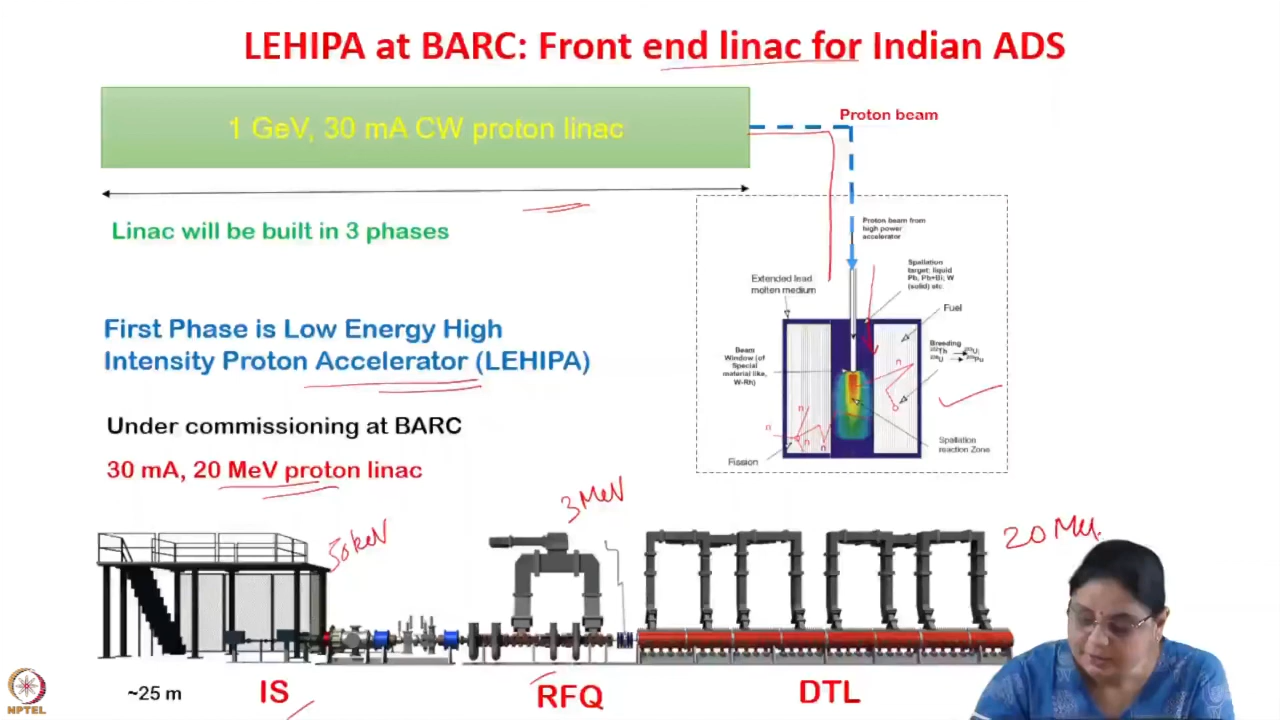 LEHIPA at BARC: Front end linac for Indian ADS
1 GeV, 30 mA CW proton linac
Proton beam
Linac will be built in 3 phases
First Phase is Low Energy High
Intensity Proton Accelerator (LEHIPA)
Under commissioning at BARC
30 mA, 20 MeV proton linac
Proton beam from
high power
accelerator
Spallation
target: liquid
Pb, Pb+Bi; W
(solid) etc.
Extended lead
molten medium
Fuel
Beam
Window (of
Special
material like,
W-Rh)
Breeding
²³²Th
²³³U;
²³⁸U
²³⁹Pu
n
n
n
n
n
Spallation
reaction Zone
Fission
50 keV
3 MeV
20 MeV.
~25 m
IS
RFQ
DTL
NPTEL